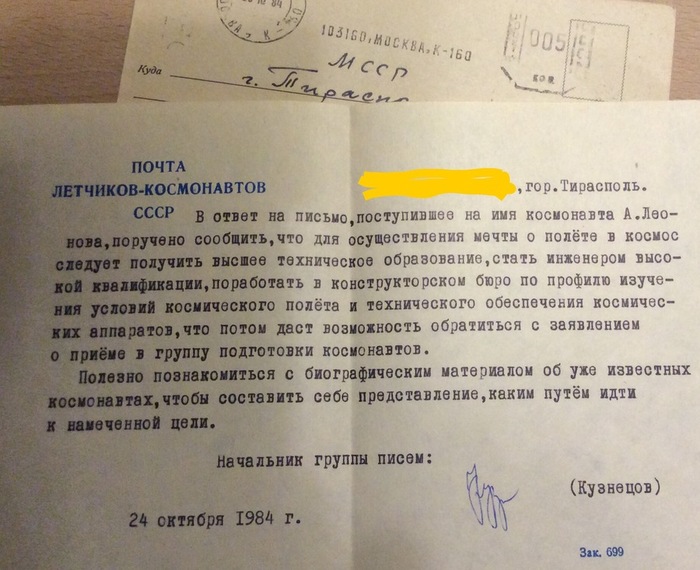 103160,МОСКВА,К-160
005
коп.
Куда
МССР
г. Тираспо
ПОЧТА
ЛЕТЧИКОВ-КОСМОНАВТОВ
СССР
,гор.Тирасполь.
В ответ на письмо,поступившее на имя космонавта А.Лео-
нова,поручено сообщить,что для осуществления мечты о полёте в космос
следует получить высшее техническое образование,стать инженером высо-
кой квалификации,поработать в конструкторском бюро по профилю изуче-
ния условий космического полёта и технического обеспечения космичес-
ких аппаратов,что потом даст возможность обратиться с заявлением
о приёме в группу подготовки космонавтов.
Полезно познакомиться с биографическим материалом об уже известных
космонавтах,чтобы составить себе представление,каким путём идти
к намеченной цели.
Начальник группы писем:
(Кузнецов)
24 октября 1984 г.
Зак. 699